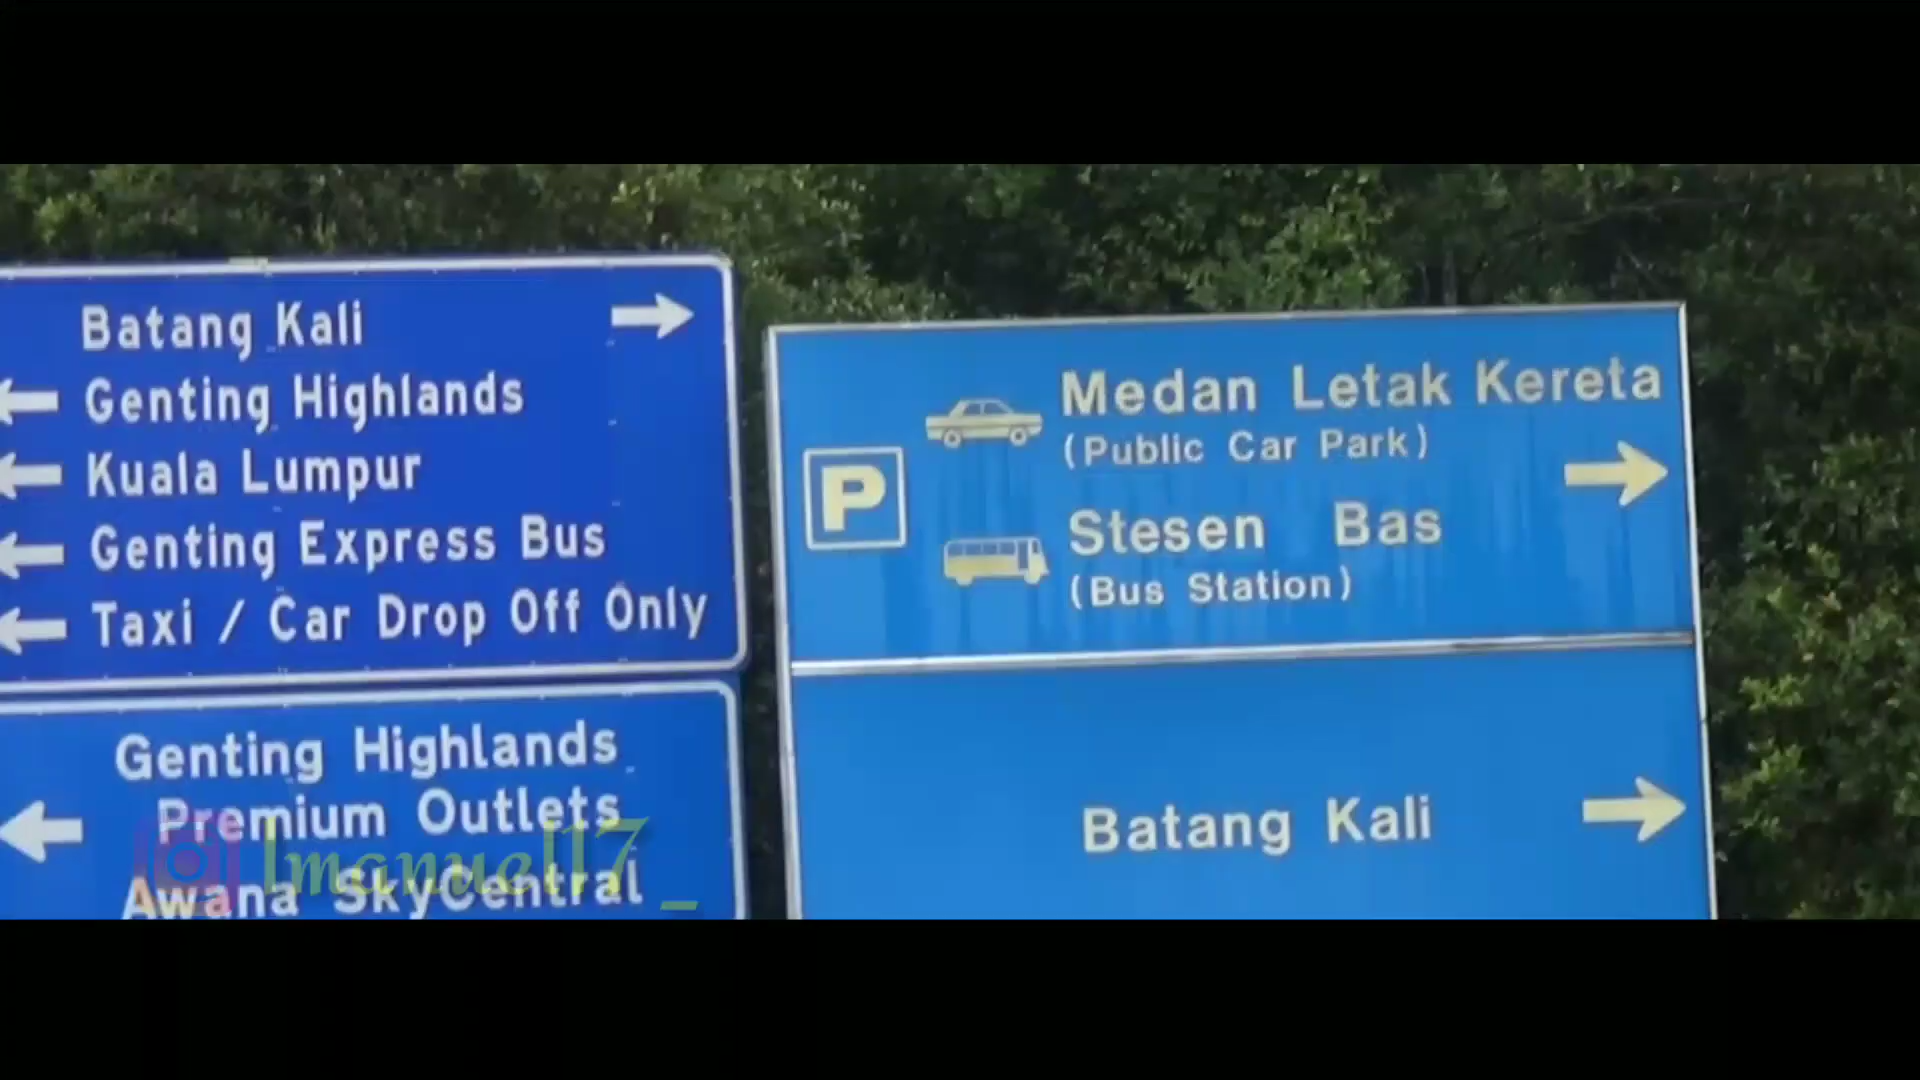 Batang Kali
Genting Highlands
Kuala Lumpur
Genting Express Bus
Taxi / Car Drop Off Only
Genting Highlands
Premium Outlets
Awana SkyCentral
Imanuel17_
P
Medan Letak Kereta
(Public Car Park)
Stesen Bas
(Bus Station)
Batang Kali